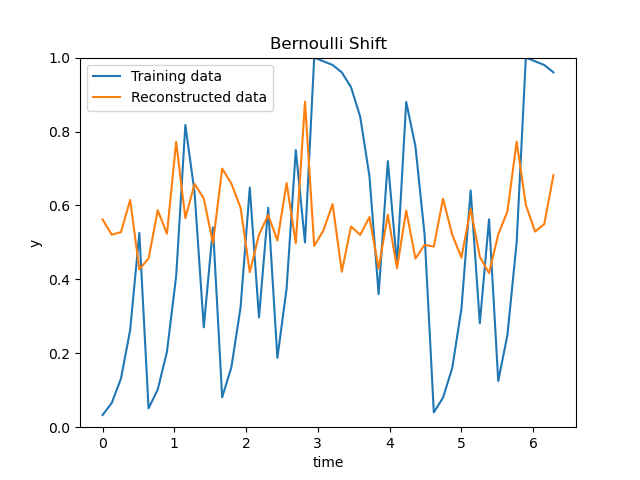 Bernoulli Shift
Training data
Reconstructed data
y
1.0
0.8
0.6
0.4
0.2
0.0
0 1 2 3 4 5 6
time